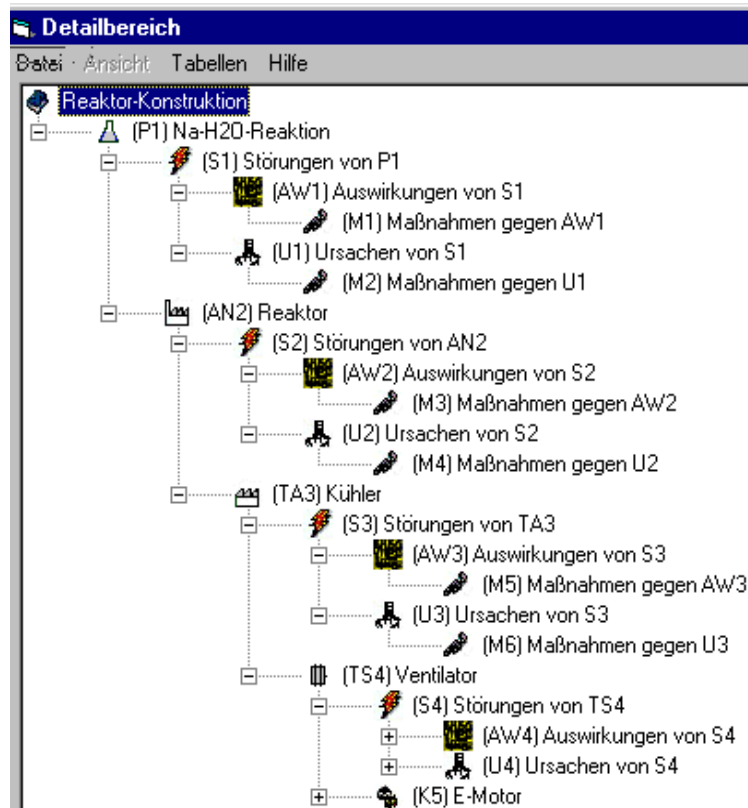 Detailbereich
Datei Ansicht Tabellen Hilfe
Reaktor-Konstruktion
(P1) Na-H2O-Reaktion
(S1) Störungen von P1
(AW1) Auswirkungen von S1
(M1) Maßnahmen gegen AW1
(U1) Ursachen von S1
(M2) Maßnahmen gegen U1
(AN2) Reaktor
(S2) Störungen von AN2
(AW2) Auswirkungen von S2
(M3) Maßnahmen gegen AW2
(U2) Ursachen von S2
(M4) Maßnahmen gegen U2
(TA3) Kühler
(S3) Störungen von TA3
(AW3) Auswirkungen von S3
(M5) Maßnahmen gegen AW3
(U3) Ursachen von S3
(M6) Maßnahmen gegen U3
(TS4) Ventilator
(S4) Störungen von TS4
(AW4) Auswirkungen von S4
(U4) Ursachen von S4
(K5) E-Motor